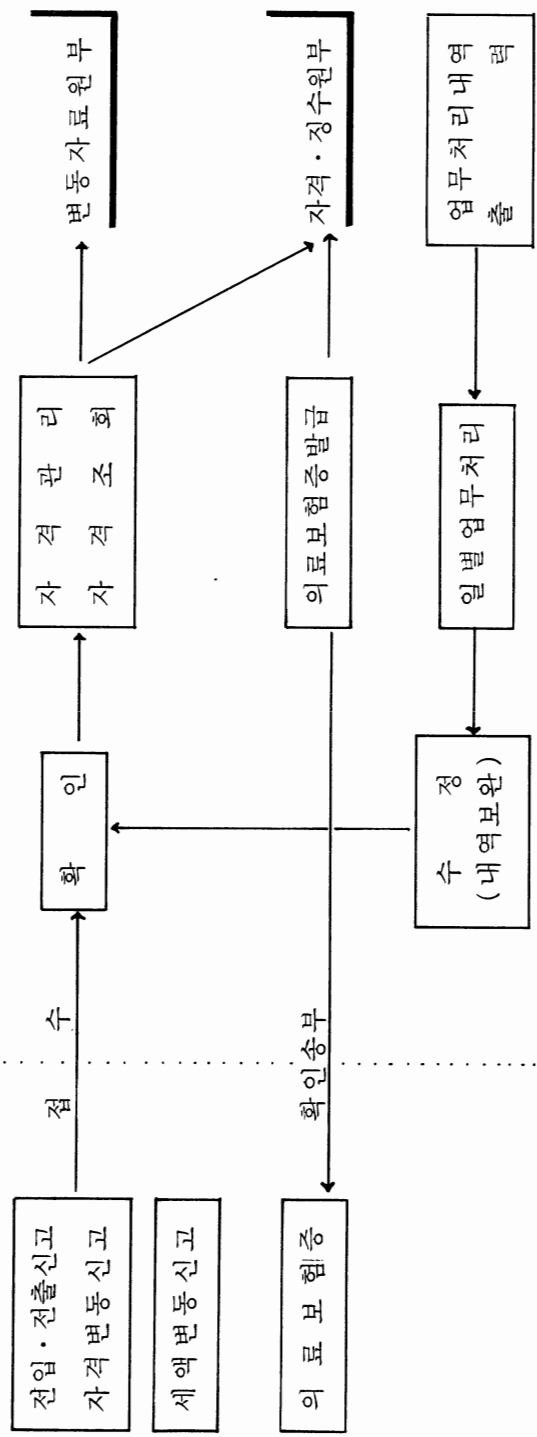 전입·전출신고
자격변동신고
접 수
확 인
자 격 관 리
자 격 조 회
변동자료원부
세액변동신고
의 료 보 험 증
확인송부
의료보험증발급
자격·징수원부
수 정
(내역보완)
일별업무처리
업무처리내역
출 력